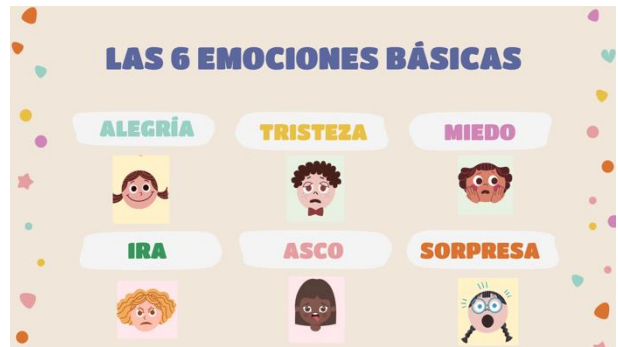 LAS 6 EMOCIONES BÁSICAS
ALEGRÍA TRISTEZA MIEDO
IRA ASCO SORPRESA